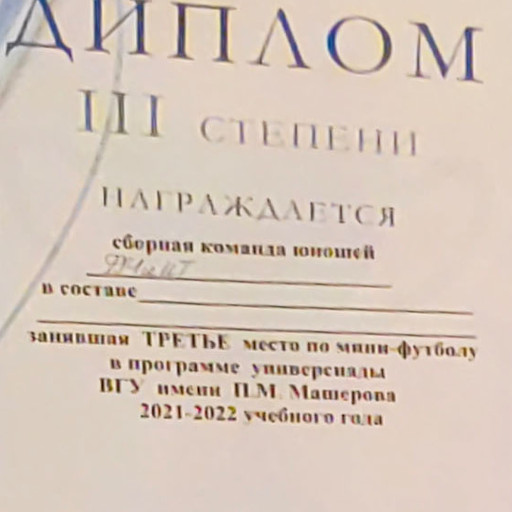 ДИПЛОМ
III СТЕПЕНИ
НАГРАЖДАЕТСЯ
сборная команда юношей
ФМиИТ
в составе
занявшая ТРЕТЬЕ место по мини-футболу
в программе универсиады
ВГУ имени П.М. Машерова
2021-2022 учебного года